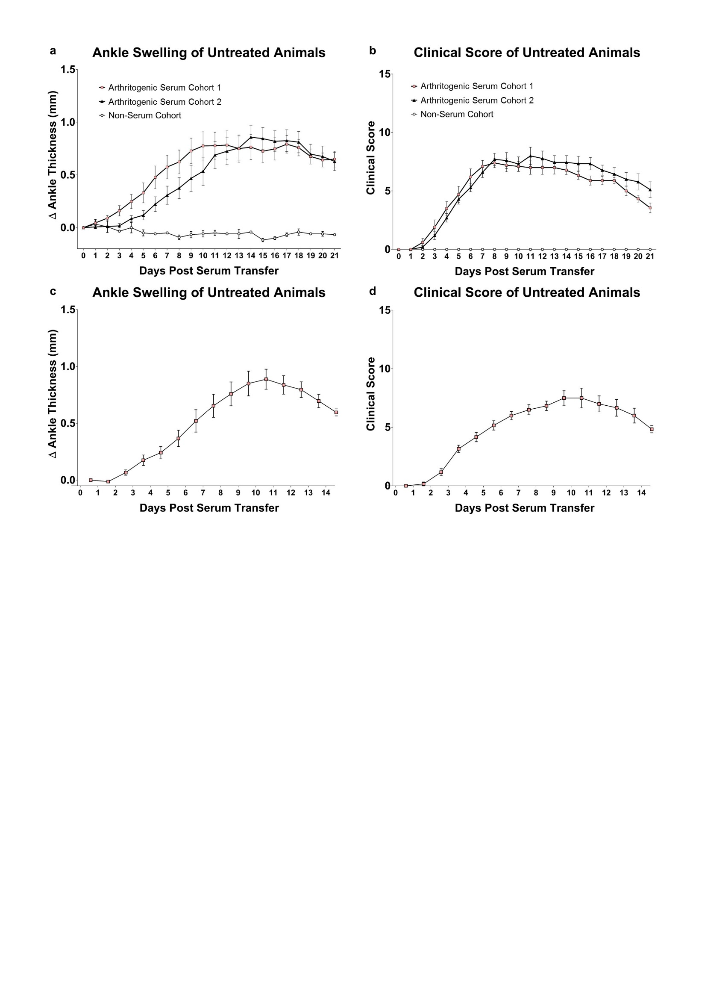 a Ankle Swelling of Untreated Animals
Δ Ankle Thickness (mm)
1.5
1.0
0.5
0.0
Arthritogenic Serum Cohort 1
Arthritogenic Serum Cohort 2
Non-Serum Cohort
0 1 2 3 4 5 6 7 8 9 10 11 12 13 14 15 16 17 18 19 20 21
Days Post Serum Transfer
b Clinical Score of Untreated Animals
Clinical Score
15
10
5
0
Arthritogenic Serum Cohort 1
Arthritogenic Serum Cohort 2
Non-Serum Cohort
0 1 2 3 4 5 6 7 8 9 10 11 12 13 14 15 16 17 18 19 20 21
Days Post Serum Transfer
c Ankle Swelling of Untreated Animals
Δ Ankle Thickness (mm)
1.5
1.0
0.5
0.0
0 1 2 3 4 5 6 7 8 9 10 11 12 13 14
Days Post Serum Transfer
d Clinical Score of Untreated Animals
Clinical Score
15
10
5
0
0 1 2 3 4 5 6 7 8 9 10 11 12 13 14
Days Post Serum Transfer